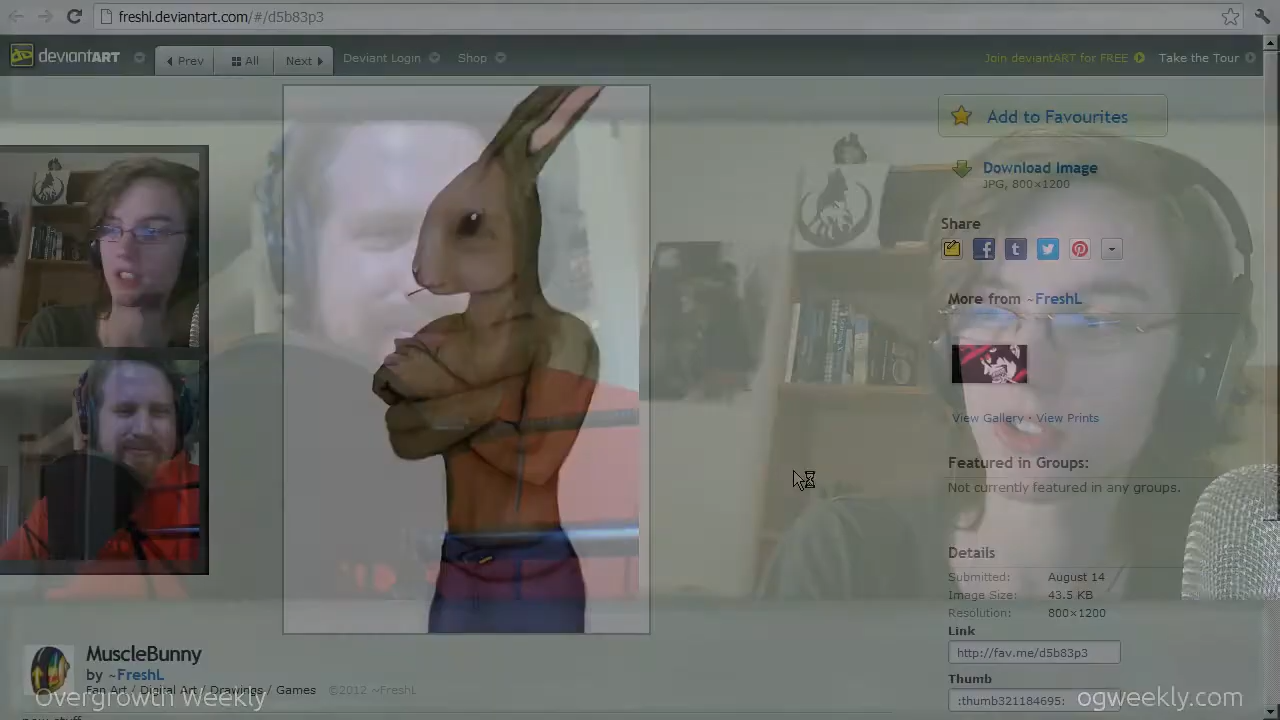 freshl.deviantart.com/#/d5b83p3
deviantART
Prev
All
Next
Deviant Login
Shop
Join deviantART for FREE
Take the Tour
Add to Favourites
Download Image
JPG, 800×1200
Share
More from ~FreshL
View Gallery · View Prints
Featured in Groups:
Not currently featured in any groups.
Details
Submitted: August 14
Image Size: 43.5 KB
Resolution: 800×1200
Link
http://fav.me/d5b83p3
Thumb
:thumb321184695:
MuscleBunny
by ~FreshL
Fan Art / Digital Art / Drawings / Games ©2012 ~FreshL
Overgrowth Weekly
ogweekly.com